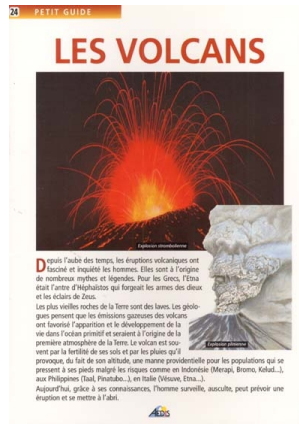 24 PETIT GUIDE
LES VOLCANS
Explosion strombolienne
Depuis l'aube des temps, les éruptions volcaniques ont
fasciné et inquiété les hommes. Elles sont à l'origine
de nombreux mythes et légendes. Pour les Grecs, l'Etna
était l'antre d'Héphaïstos qui forgeait les armes des dieux
et les éclairs de Zeus.
Les plus vieilles roches de la Terre sont des laves. Les géolo-
gues pensent que les émissions gazeuses des volcans
ont favorisé l'apparition et le développement de la
vie dans l'océan primitif et seraient à l'origine de la
première atmosphère de la Terre. Le volcan est sou-
vent par la fertilité de ses sols et par les pluies qu'il
provoque, du fait de son altitude, une manne providentielle pour les populations qui se
pressent à ses pieds malgré les risques comme en Indonésie (Merapi, Bromo, Kelud...),
aux Philippines (Taal, Pinatubo...), en Italie (Vésuve, Etna...).
Aujourd'hui, grâce à ses connaissances, l'homme surveille, ausculte, peut prévoir une
éruption et se mettre à l'abri.
Explosion péléenne
AEDIS